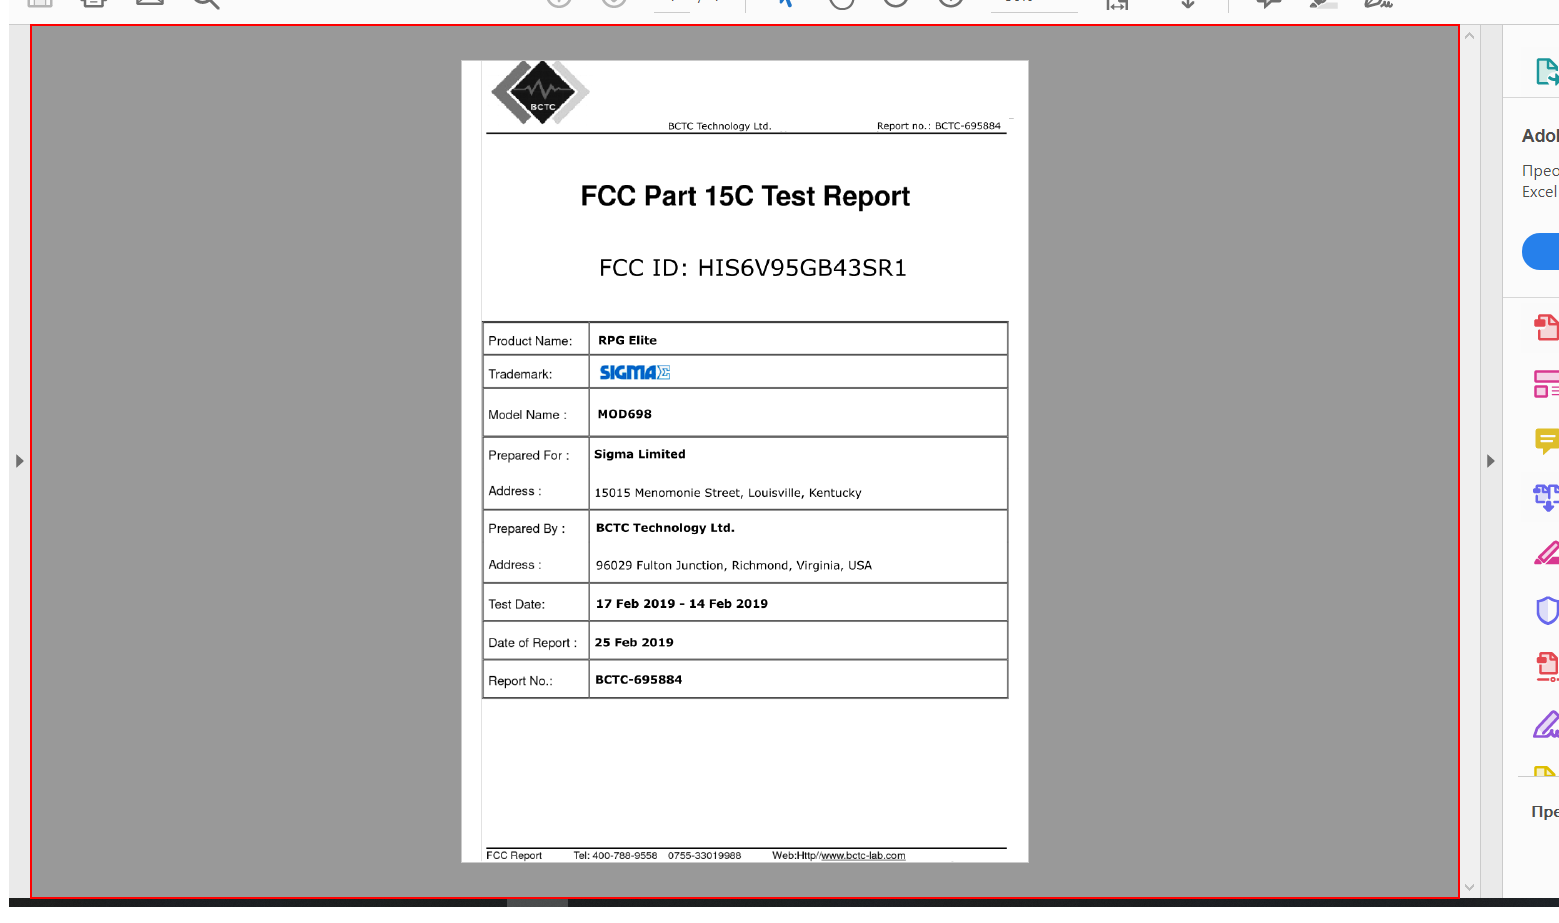 BCTC
BCTC Technology Ltd. Report no.: BCTC-695884
FCC Part 15C Test Report
FCC ID: HIS6V95GB43SR1
Product Name: RPG Elite
Trademark: SIGMA Σ
Model Name : MOD698
Prepared For : Sigma Limited
Address : 15015 Menomonie Street, Louisville, Kentucky
Prepared By : BCTC Technology Ltd.
Address : 96029 Fulton Junction, Richmond, Virginia, USA
Test Date: 17 Feb 2019 - 14 Feb 2019
Date of Report : 25 Feb 2019
Report No.: BCTC-695884
FCC Report Tel: 400-788-9558 0755-33019988 Web:Http//www.bctc-lab.com
Adol
Прео
Excel
Пре